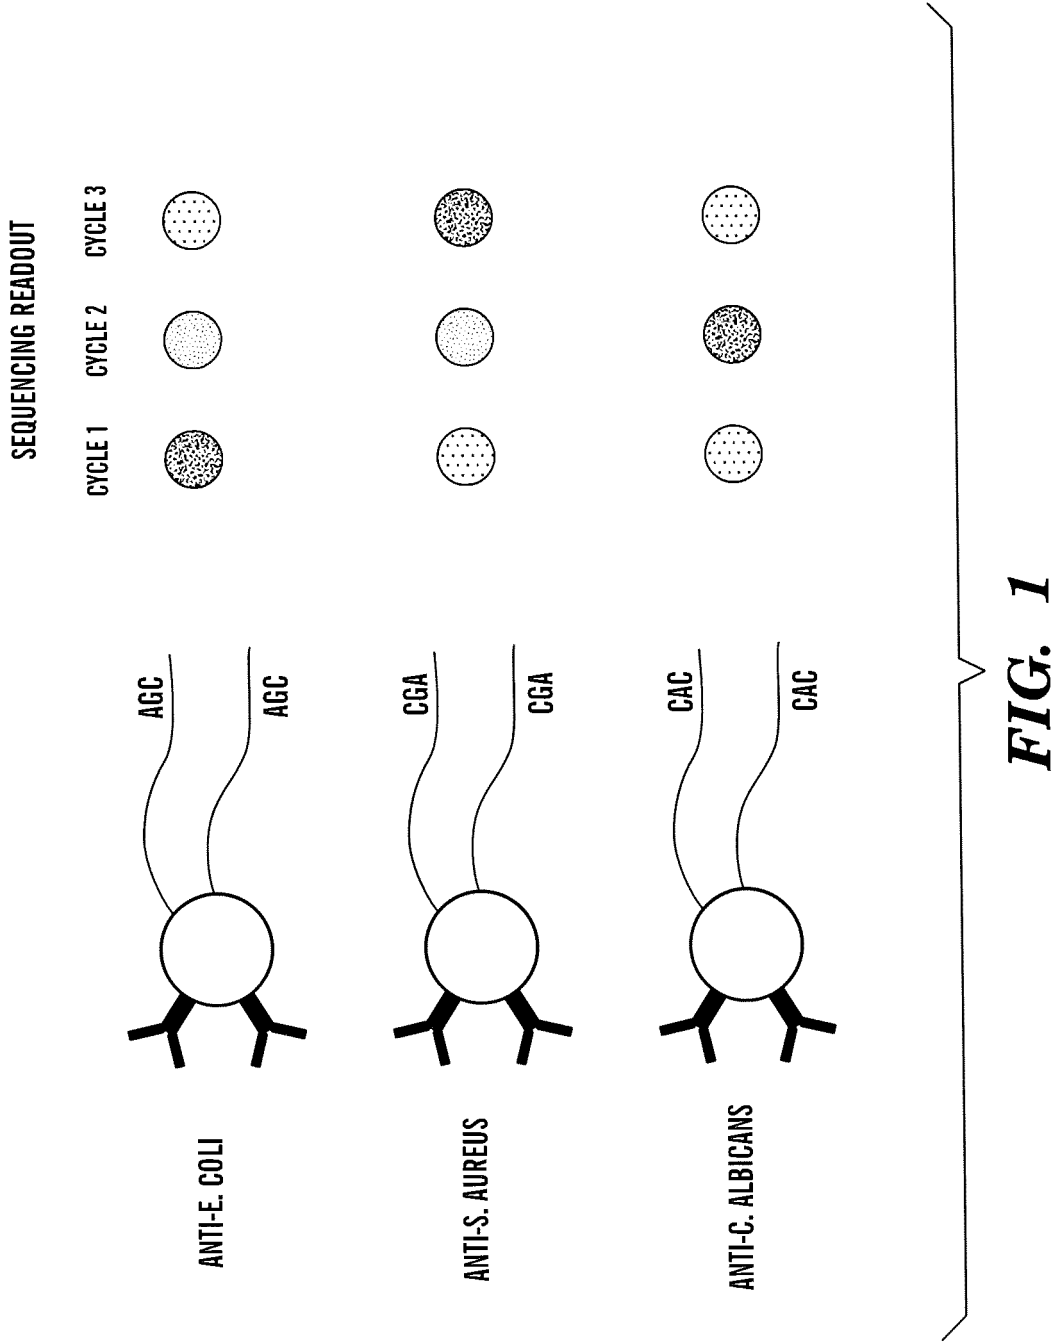 SEQUENCING READOUT
CYCLE 1 CYCLE 2 CYCLE 3
AGC
ANTI-E. COLI
AGC
CGA
ANTI-S. AUREUS
CGA
CAC
ANTI-C. ALBICANS
CAC
FIG. 1